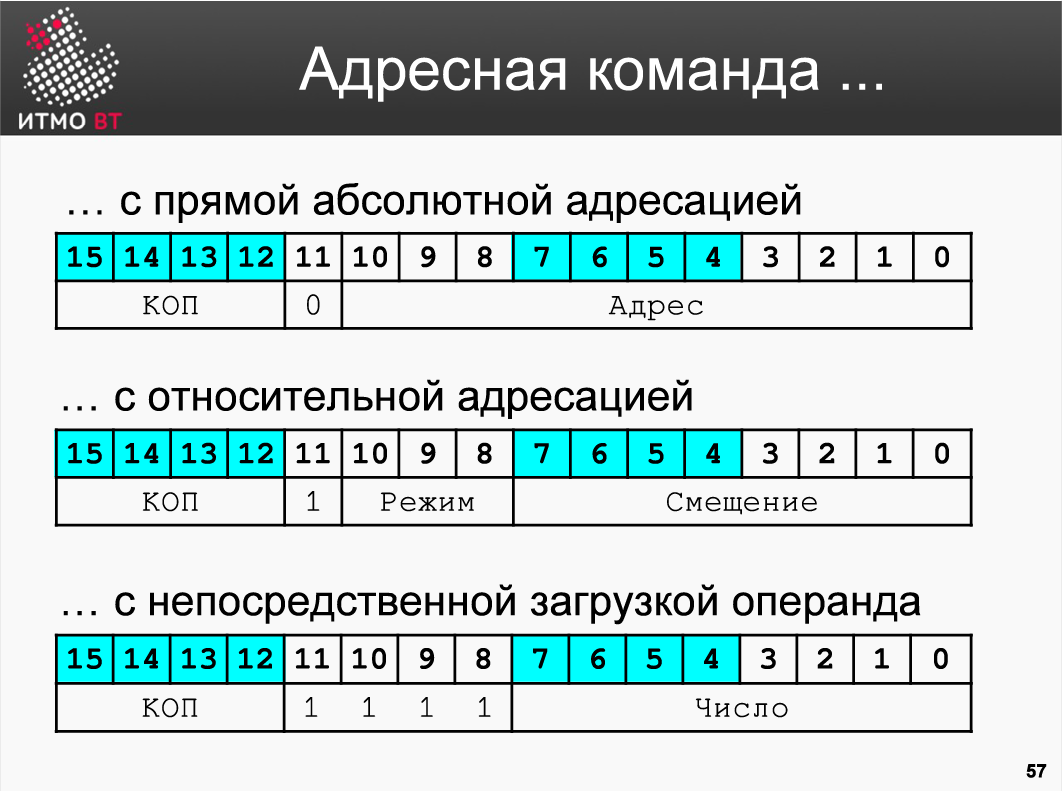 ИТМО ВТ
Адресная команда ...
... с прямой абсолютной адресацией
15 14 13 12 11 10 9 8 7 6 5 4 3 2 1 0
КОП 0 Адрес
... с относительной адресацией
15 14 13 12 11 10 9 8 7 6 5 4 3 2 1 0
КОП 1 Режим Смещение
... с непосредственной загрузкой операнда
15 14 13 12 11 10 9 8 7 6 5 4 3 2 1 0
КОП 1 1 1 1 Число
57